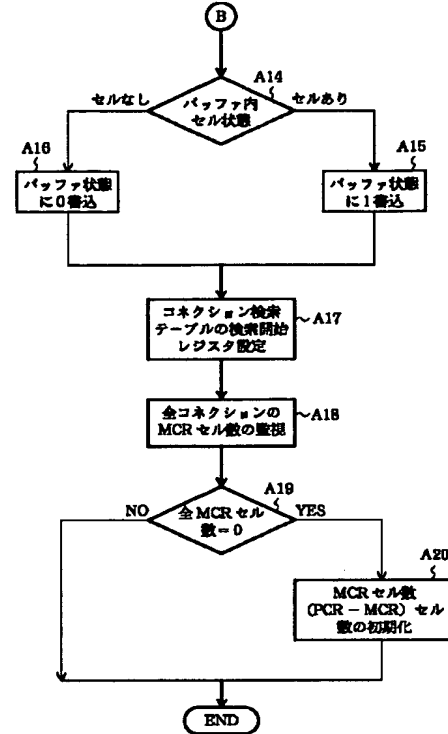 B
A14
セルなし
バッファ内
セル状態
セルあり
A16
バッファ状態
に0書込
A15
バッファ状態
に1書込
コネクション検索
テーブルの検索開始
レジスタ設定
A17
全コネクションの
MCRセル数の監視
A18
A19
NO
全MCRセル
数=0
YES
A20
MCRセル数
(PCR－MCR)セル
数の初期化
END